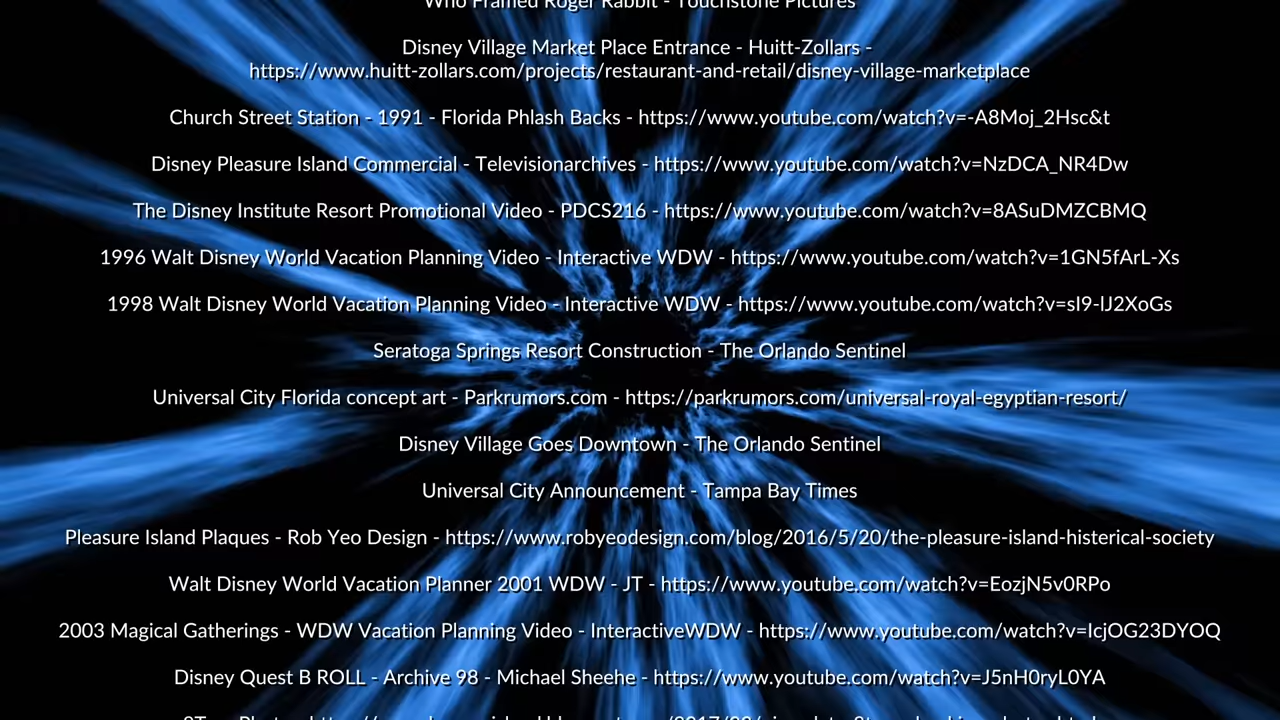 Who Framed Roger Rabbit - Touchstone Pictures
Disney Village Market Place Entrance - Huitt-Zollars -
https://www.huitt-zollars.com/projects/restaurant-and-retail/disney-village-marketplace
Church Street Station - 1991 - Florida Phlash Backs - https://www.youtube.com/watch?v=-A8Moj_2Hsc&t
Disney Pleasure Island Commercial - Televisionarchives - https://www.youtube.com/watch?v=NzDCA_NR4Dw
The Disney Institute Resort Promotional Video - PDCS216 - https://www.youtube.com/watch?v=8ASuDMZCBMQ
1996 Walt Disney World Vacation Planning Video - Interactive WDW - https://www.youtube.com/watch?v=1GN5fArL-Xs
1998 Walt Disney World Vacation Planning Video - Interactive WDW - https://www.youtube.com/watch?v=sI9-lJ2XoGs
Seratoga Springs Resort Construction - The Orlando Sentinel
Universal City Florida concept art - Parkrumors.com - https://parkrumors.com/universal-royal-egyptian-resort/
Disney Village Goes Downtown - The Orlando Sentinel
Universal City Announcement - Tampa Bay Times
Pleasure Island Plaques - Rob Yeo Design - https://www.robyeodesign.com/blog/2016/5/20/the-pleasure-island-histerical-society
Walt Disney World Vacation Planner 2001 WDW - JT - https://www.youtube.com/watch?v=EozjN5v0RPo
2003 Magical Gatherings - WDW Vacation Planning Video - InteractiveWDW - https://www.youtube.com/watch?v=IcjOG23DYOQ
Disney Quest B ROLL - Archive 98 - Michael Sheehe - https://www.youtube.com/watch?v=J5nH0ryL0YA